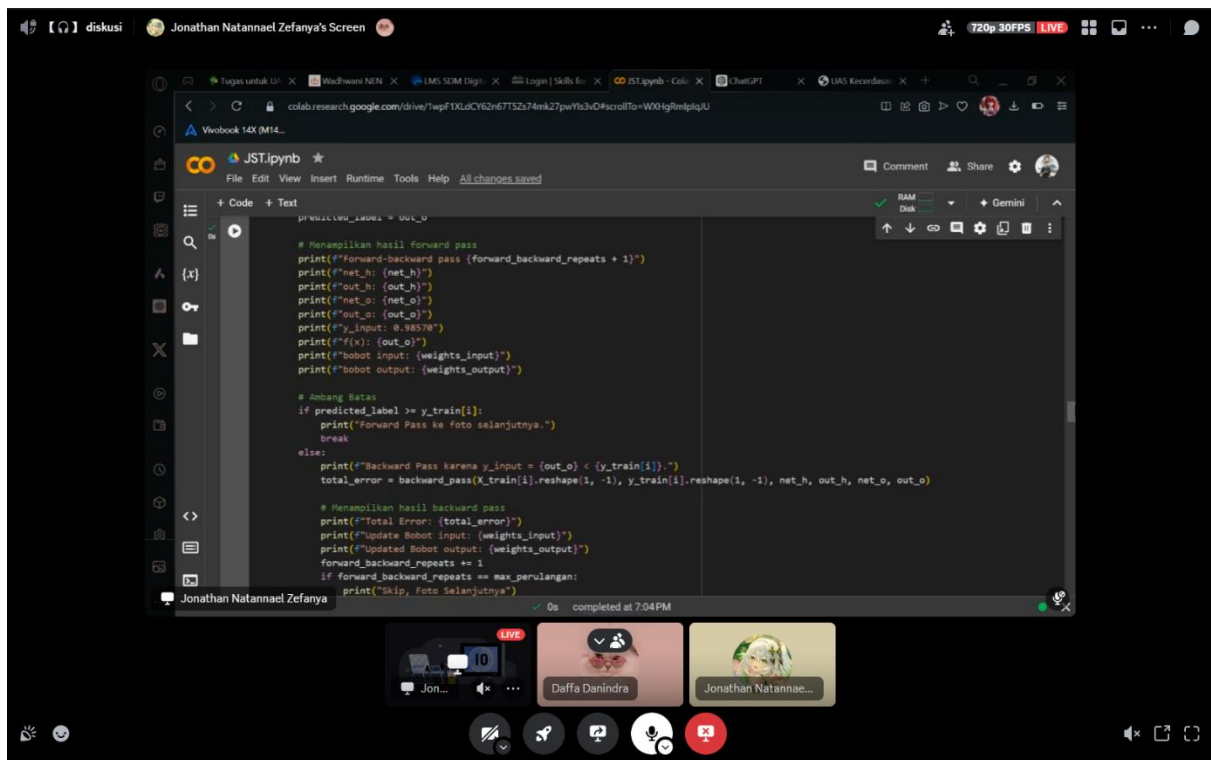 【🎧】 diskusi
Jonathan Natannael Zefanya's Screen
720p 30FPS LIVE
Tugas untuk UA
Wadhwani NEN
LMS SDM Digita
Login | Skills for
JST.ipynb - Cola
ChatGPT
UAS Kecerdasan
colab.research.google.com/drive/1wpF1XLdCY62n67T5Zs74mk27pwYIs3vD#scrollTo=WXHgRmIplqJU
Vivobook 14X (M14...
JST.ipynb
File Edit View Insert Runtime Tools Help All changes saved
Comment
Share
+ Code + Text
RAM
Disk
Gemini
predicted_label = out_o
0s
# Menampilkan hasil forward pass
print(f"Forward-backward pass {forward_backward_repeats + 1}")
print(f"net_h: {net_h}")
print(f"out_h: {out_h}")
print(f"net_o: {net_o}")
print(f"out_o: {out_o}")
print(f"y_input: 0.98570")
print(f"f(x): {out_o}")
print(f"bobot input: {weights_input}")
print(f"bobot output: {weights_output}")
# Ambang Batas
if predicted_label >= y_train[i]:
print("Forward Pass ke foto selanjutnya.")
break
else:
print(f"Backward Pass karena y_input = {out_o} < {y_train[i]}.")
total_error = backward_pass(X_train[i].reshape(1, -1), y_train[i].reshape(1, -1), net_h, out_h, net_o, out_o)
# Menampilkan hasil backward pass
print(f"Total Error: {total_error}")
print(f"Update Bobot input: {weights_input}")
print(f"Updated Bobot output: {weights_output}")
forward_backward_repeats += 1
if forward_backward_repeats == max_perulangan:
print("Skip, Foto Selanjutnya")
Jonathan Natannael Zefanya
0s completed at 7:04 PM
LIVE
Jon...
Daffa Danindra
Jonathan Natannae...